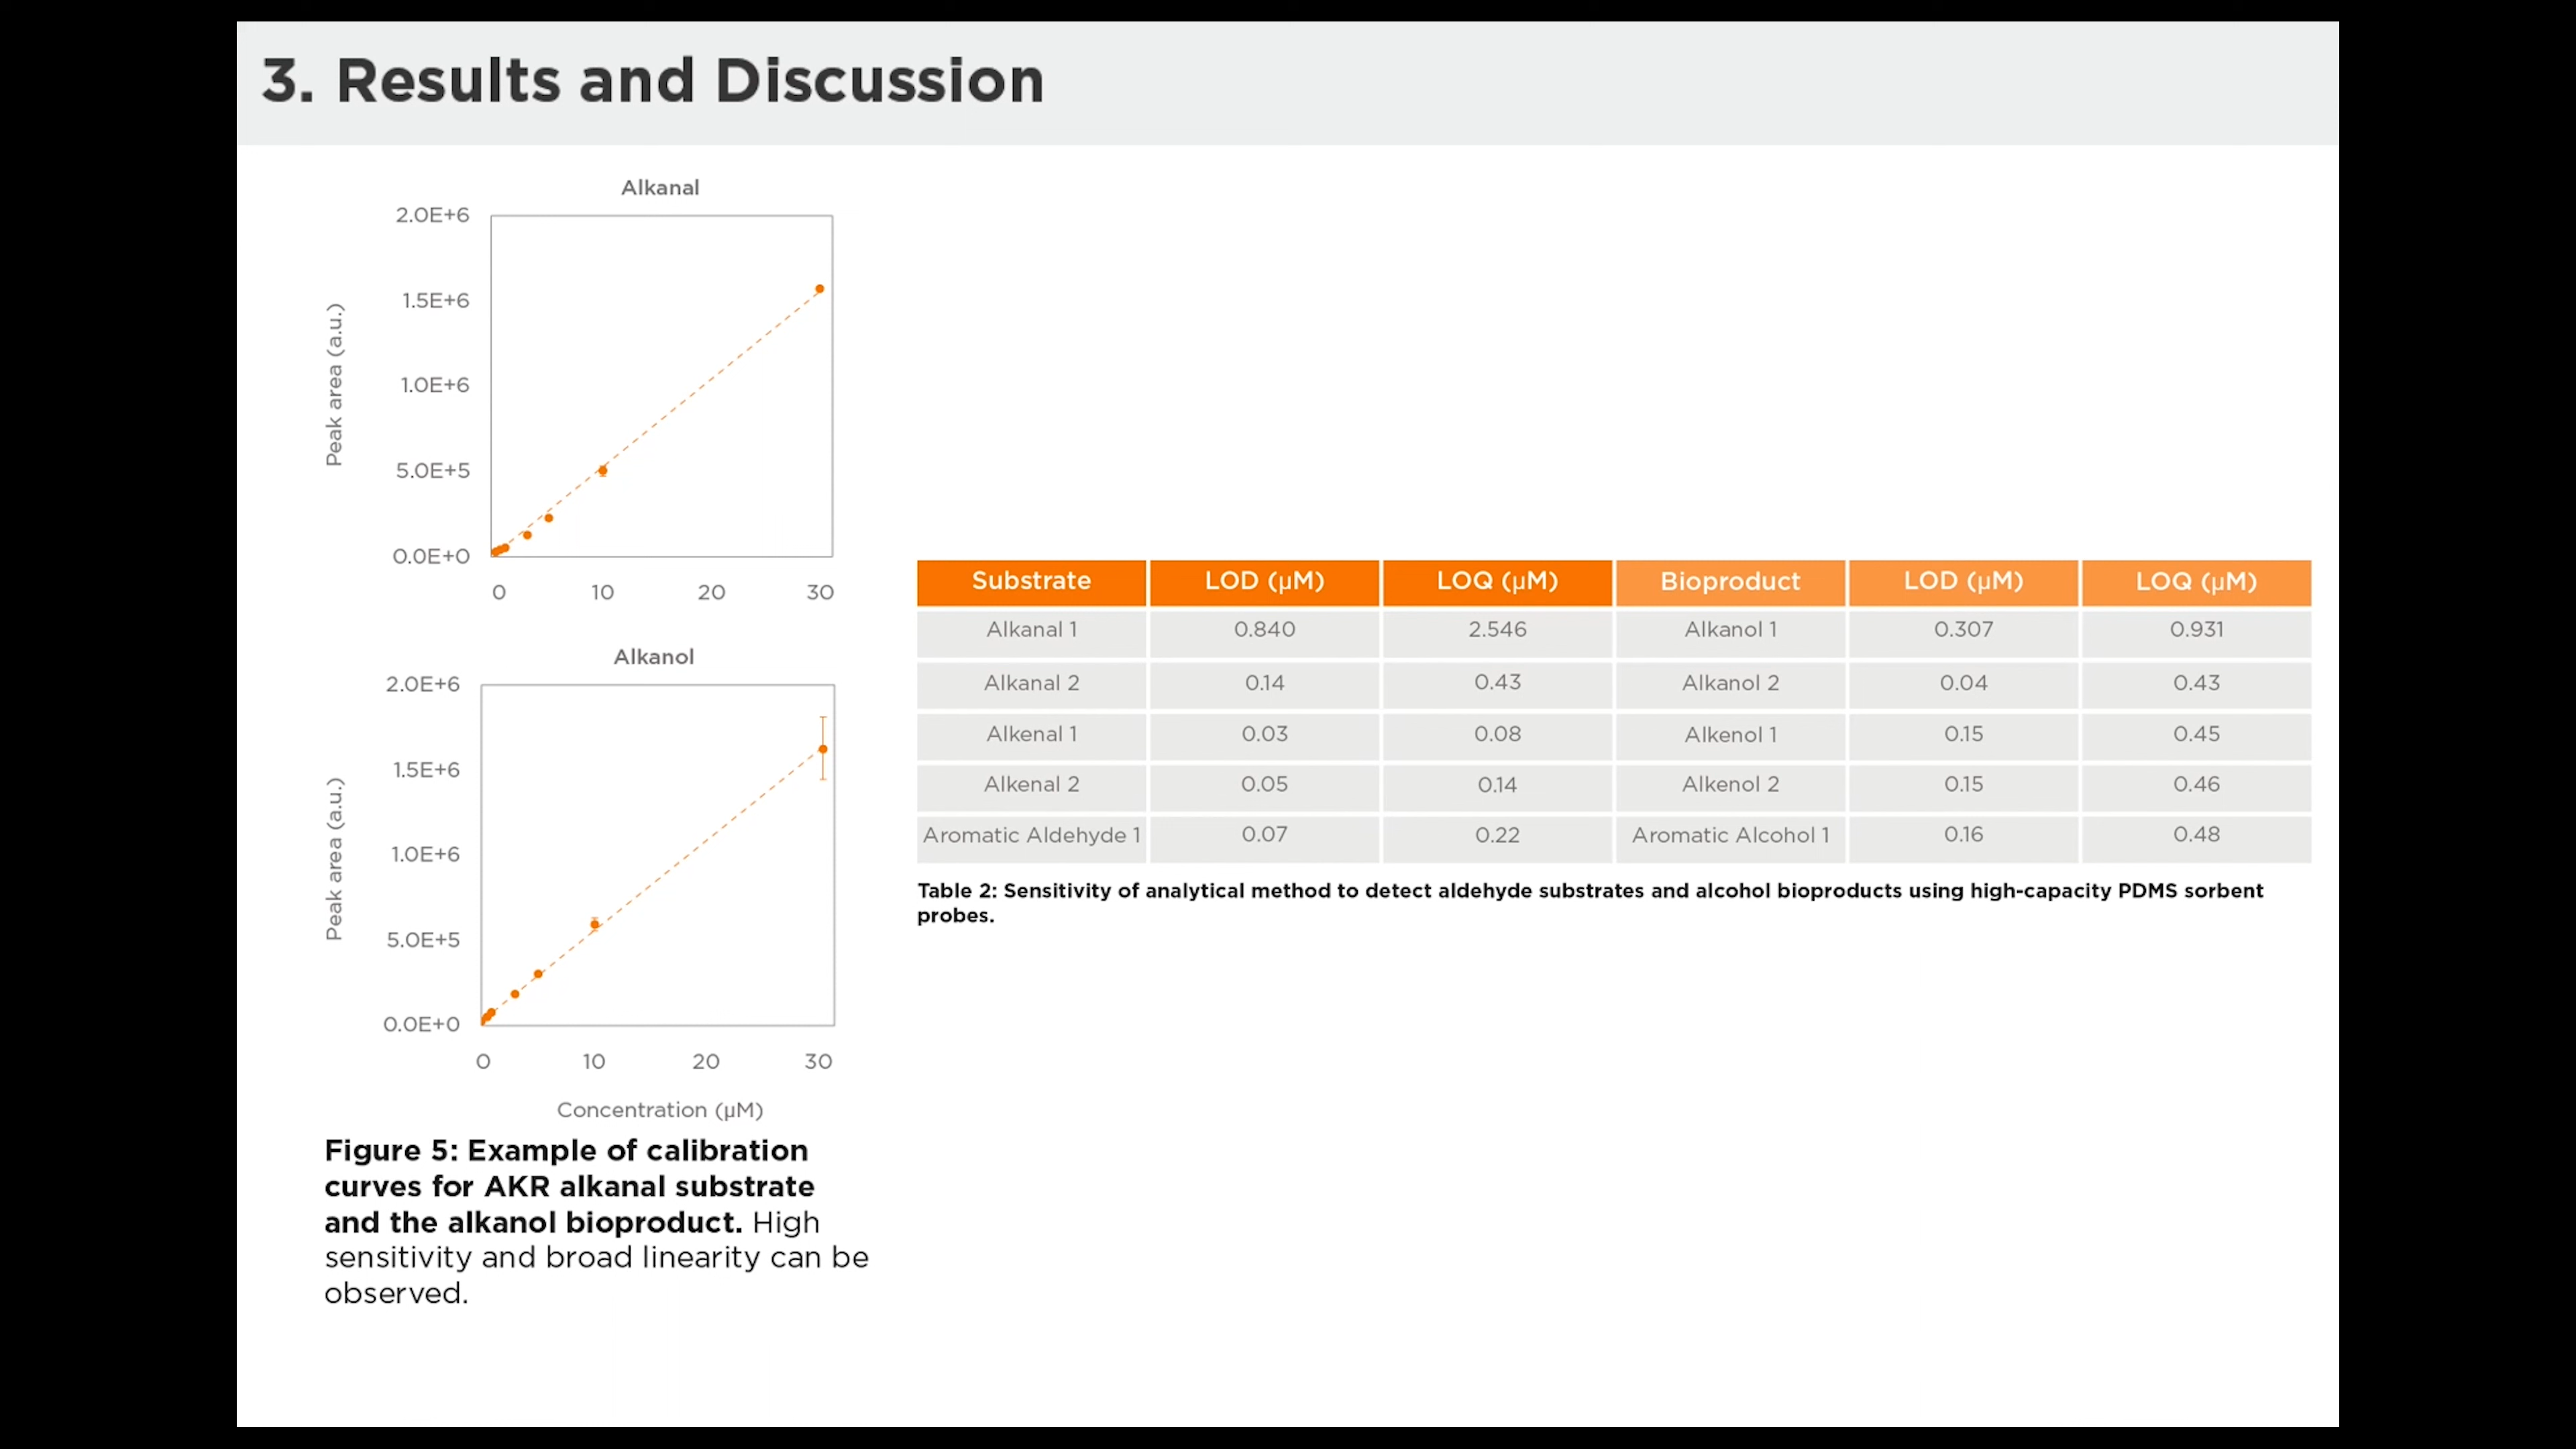 3. Results and Discussion
Alkanal
2.0E+6
1.5E+6
1.0E+6
5.0E+5
0.0E+0
Peak area (a.u.)
0 10 20 30
Alkanol
2.0E+6
1.5E+6
1.0E+6
5.0E+5
0.0E+0
Peak area (a.u.)
0 10 20 30
Concentration (µM)
Figure 5: Example of calibration
curves for AKR alkanal substrate
and the alkanol bioproduct. High
sensitivity and broad linearity can be
observed.
Substrate LOD (µM) LOQ (µM) Bioproduct LOD (µM) LOQ (µM)
Alkanal 1 0.840 2.546 Alkanol 1 0.307 0.931
Alkanal 2 0.14 0.43 Alkanol 2 0.04 0.43
Alkenal 1 0.03 0.08 Alkenol 1 0.15 0.45
Alkenal 2 0.05 0.14 Alkenol 2 0.15 0.46
Aromatic Aldehyde 1 0.07 0.22 Aromatic Alcohol 1 0.16 0.48
Table 2: Sensitivity of analytical method to detect aldehyde substrates and alcohol bioproducts using high-capacity PDMS sorbent
probes.